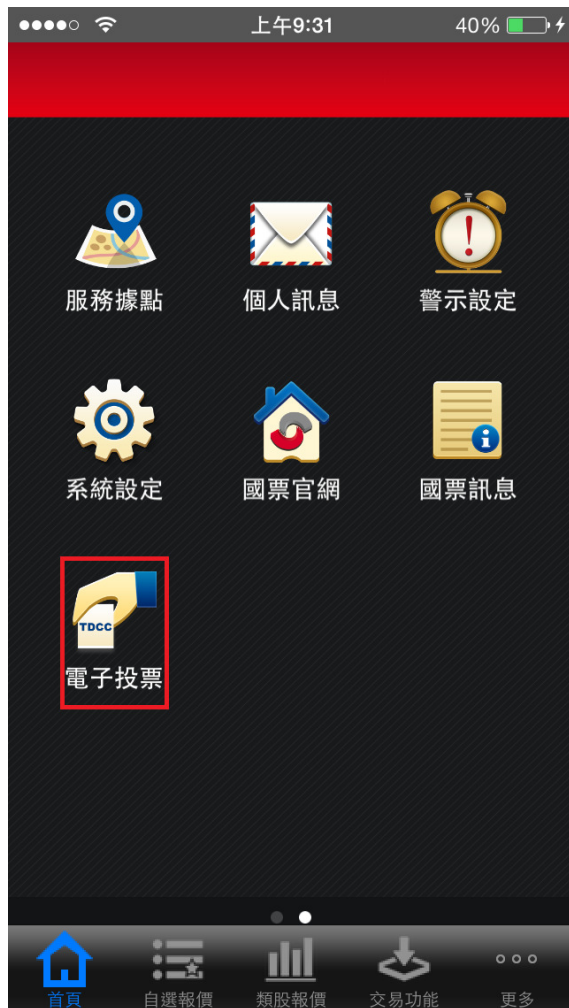 上午9:31 40%
服務據點 個人訊息 警示設定
系統設定 國票官網 國票訊息
TDCC
電子投票
首頁 自選報價 類股報價 交易功能 更多